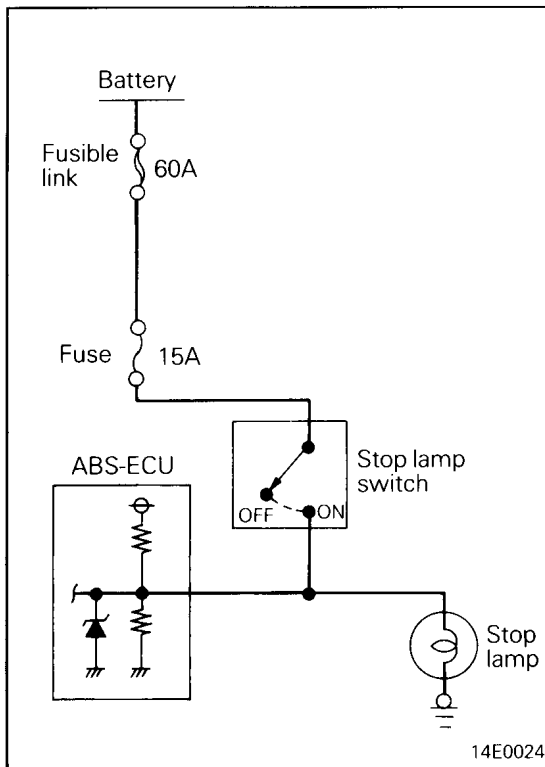 Battery
Fusible
link
60A
Fuse
15A
ABS-ECU
Stop lamp
switch
OFF
ON
Stop
lamp
14E0024